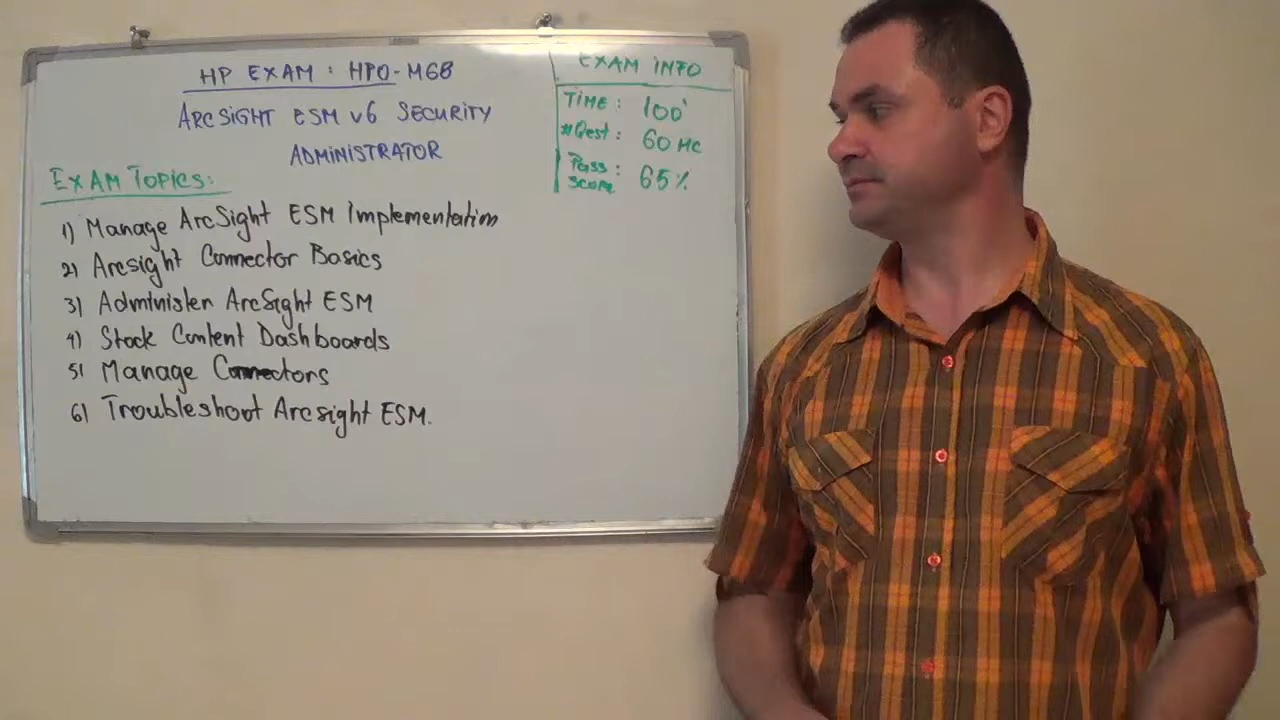 HP EXAM: HPO-M68
ARCSIGHT ESM v6 SECURITY
ADMINISTRATOR
EXAM TOPICS:
1) Manage ArcSight ESM Implementation
2) Arcsight Connector Basics
3) Administer ArcSight ESM
4) Stock Content Dashboards
5) Manage Connectors
6) Troubleshoot Arcsight ESM.
EXAM INFO
TIME: 100'
#Qest: 60 MC
Pass score: 65%